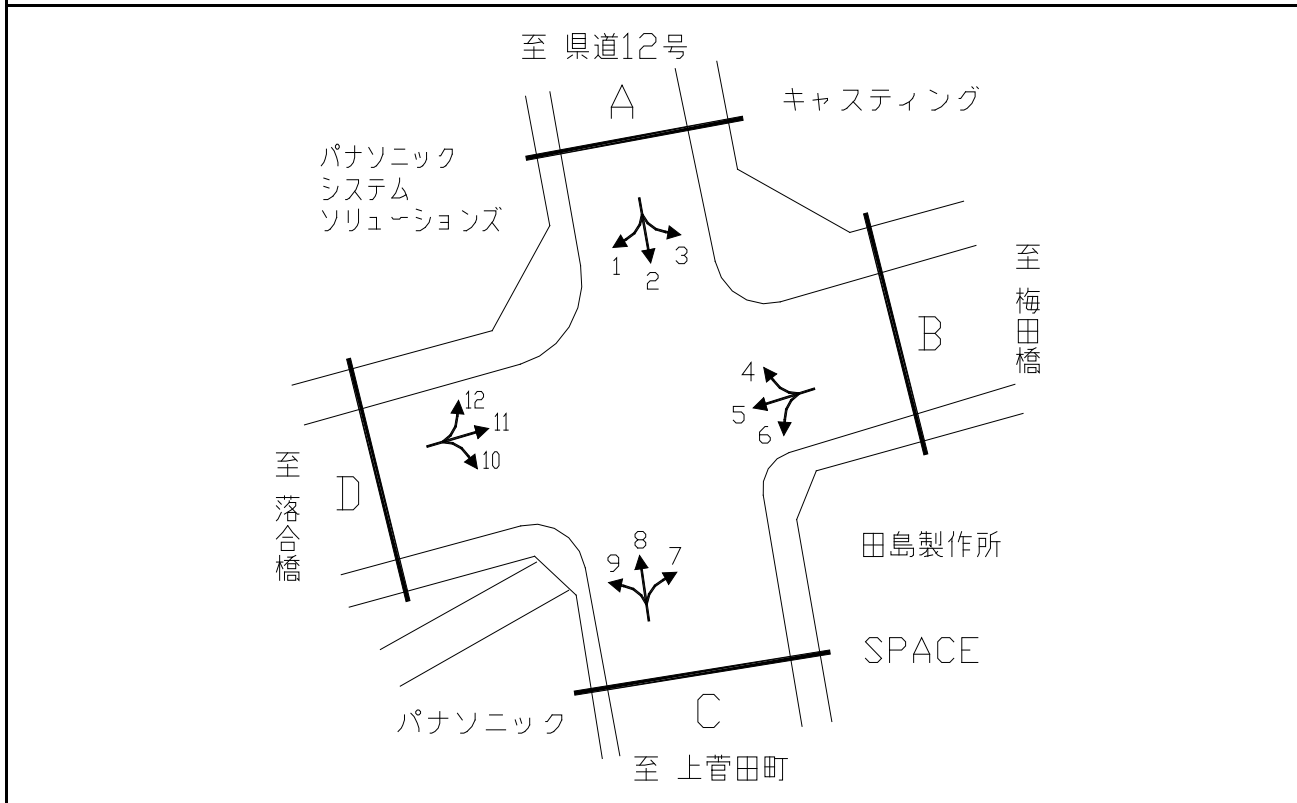 至 県道12号
A
キャスティング
パナソニック
システム
ソリューションズ
1
2
3
至 梅田橋
B
4
5
6
12
11
10
至 落合橋
D
田島製作所
8
9
7
SPACE
パナソニック
C
至 上菅田町